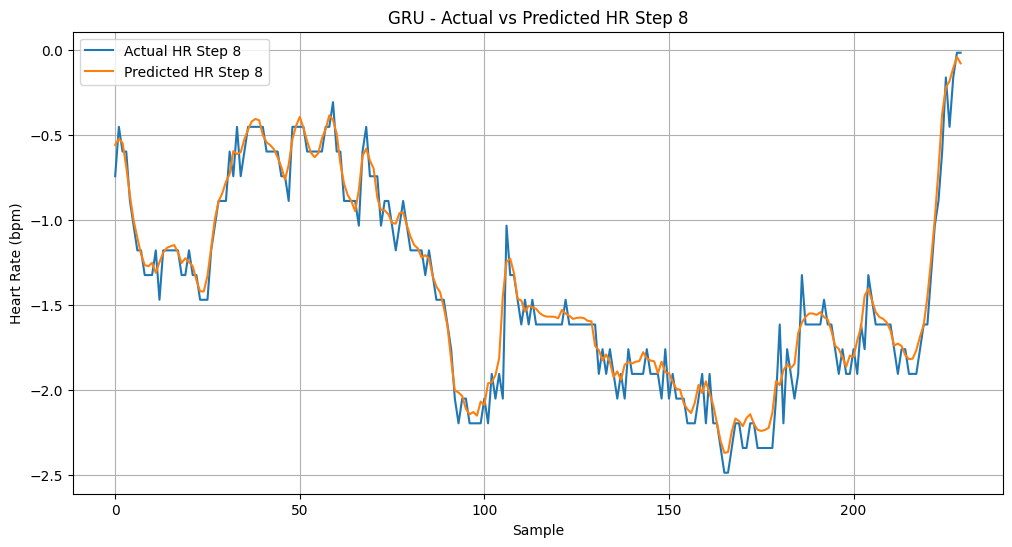 GRU - Actual vs Predicted HR Step 8
Actual HR Step 8
Predicted HR Step 8
Heart Rate (bpm)
0.0
−0.5
−1.0
−1.5
−2.0
−2.5
0 50 100 150 200
Sample